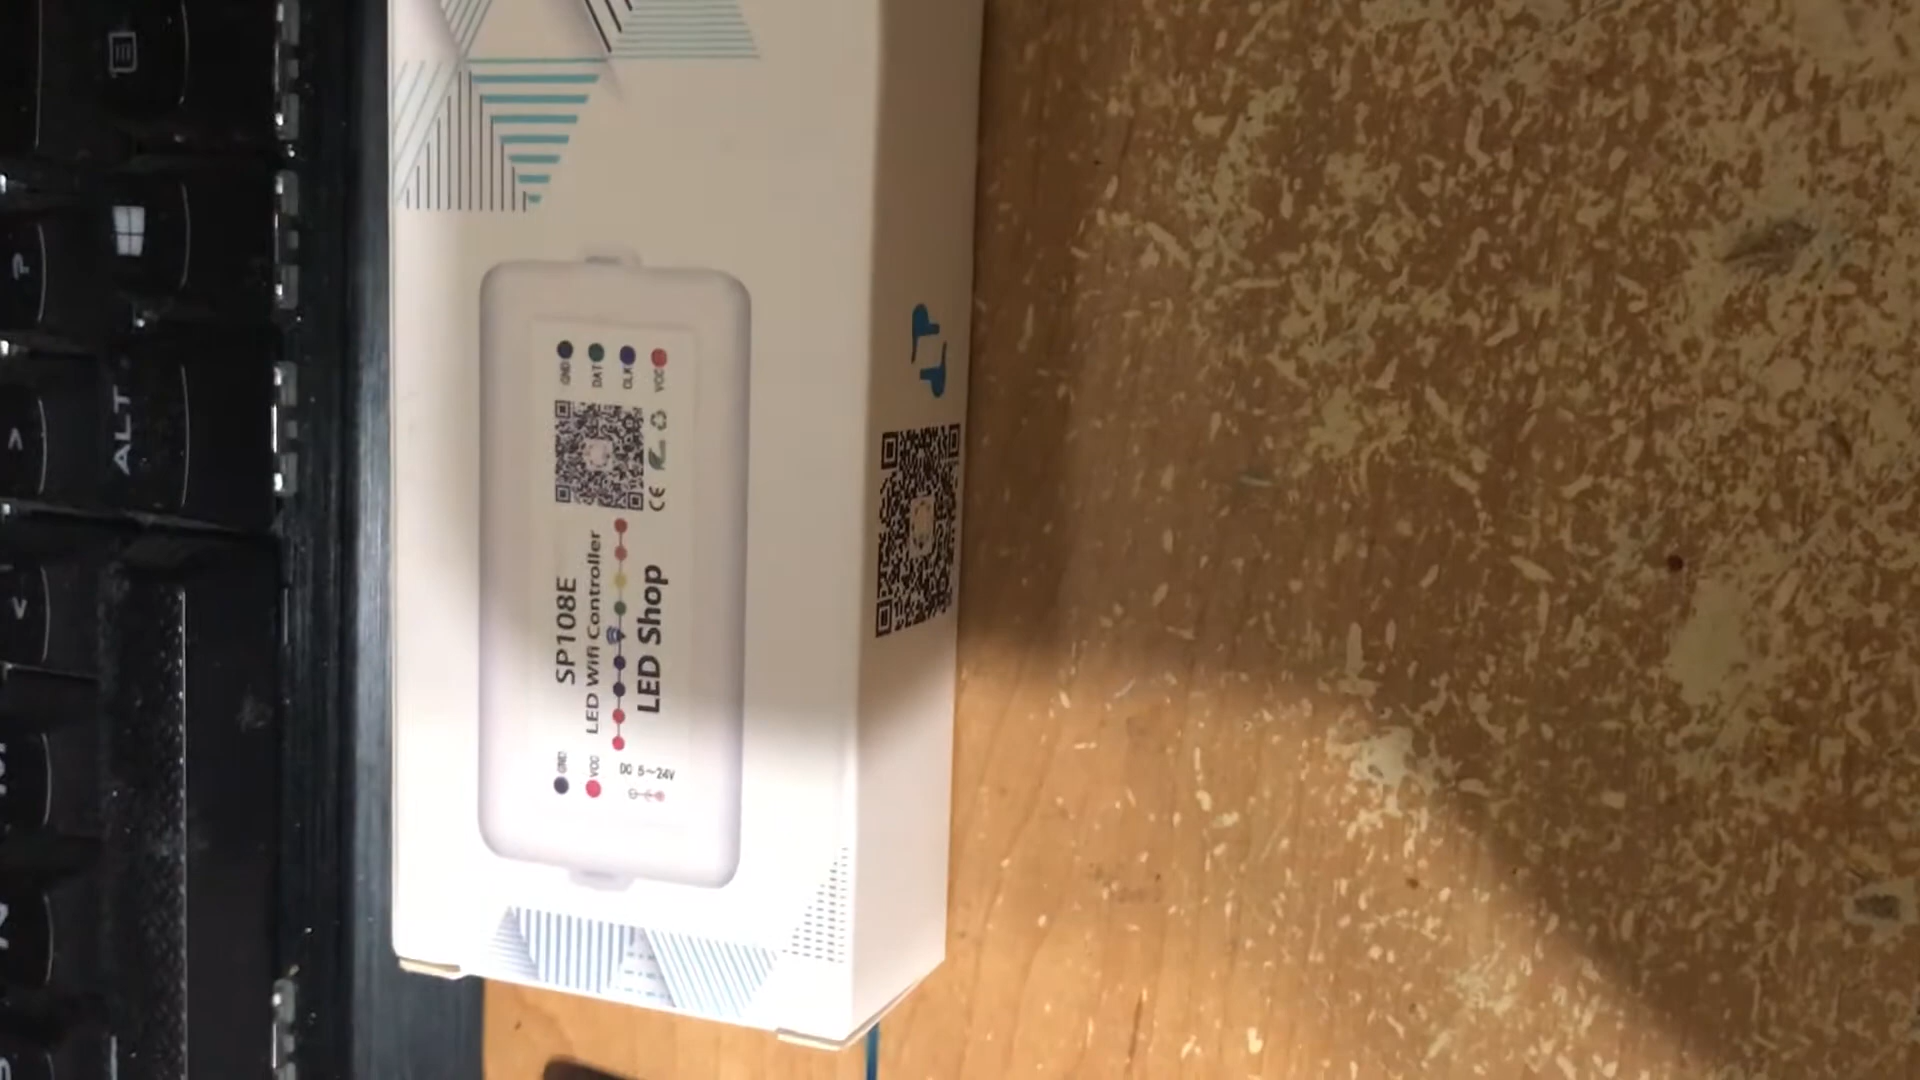 SP108E
LED Wifi Controller
LED Shop
GND
VCC
DC 5~24V
GND
DAT
CLK
VCC
CE
ALT
?
>
<